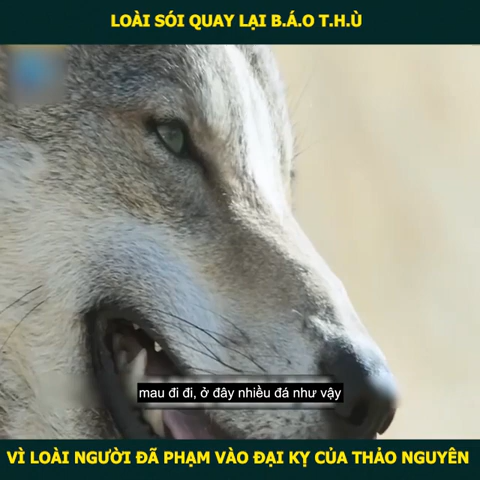 LOÀI SÓI QUAY LẠI B.Á.O T.H.Ù
mau đi đi, ở đây nhiều đá như vậy
VÌ LOÀI NGƯỜI ĐÃ PHẠM VÀO ĐẠI KỴ CỦA THẢO NGUYÊN